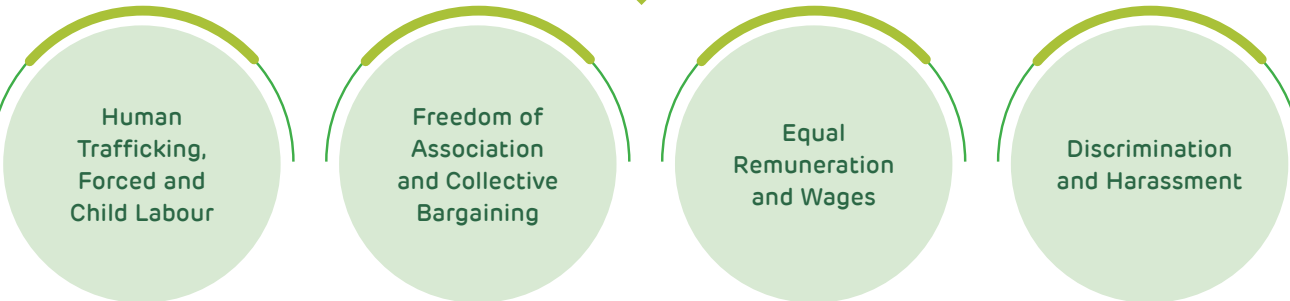 Human
Trafficking,
Forced and
Child Labour
Freedom of
Association
and Collective
Bargaining
Equal
Remuneration
and Wages
Discrimination
and Harassment